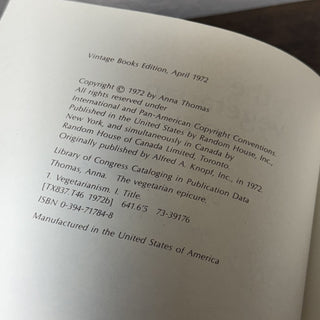 Vintage Books Edition, April 1972
Copyright © 1972 by Anna Thomas
All rights reserved under
International and Pan-American Copyright Conventions.
Published in the United States by Random House, Inc.,
New York, and simultaneously in Canada by
Random House of Canada Limited, Toronto.
Originally published by Alfred A. Knopf, Inc., in 1972.
Library of Congress Cataloging in Publication Data
Thomas, Anna. The vegetarian epicure.
1. Vegetarianism. I. Title.
[TX837.T46 1972b] 641.6'5 73-39176
ISBN 0-394-71784-8
Manufactured in the United States of America